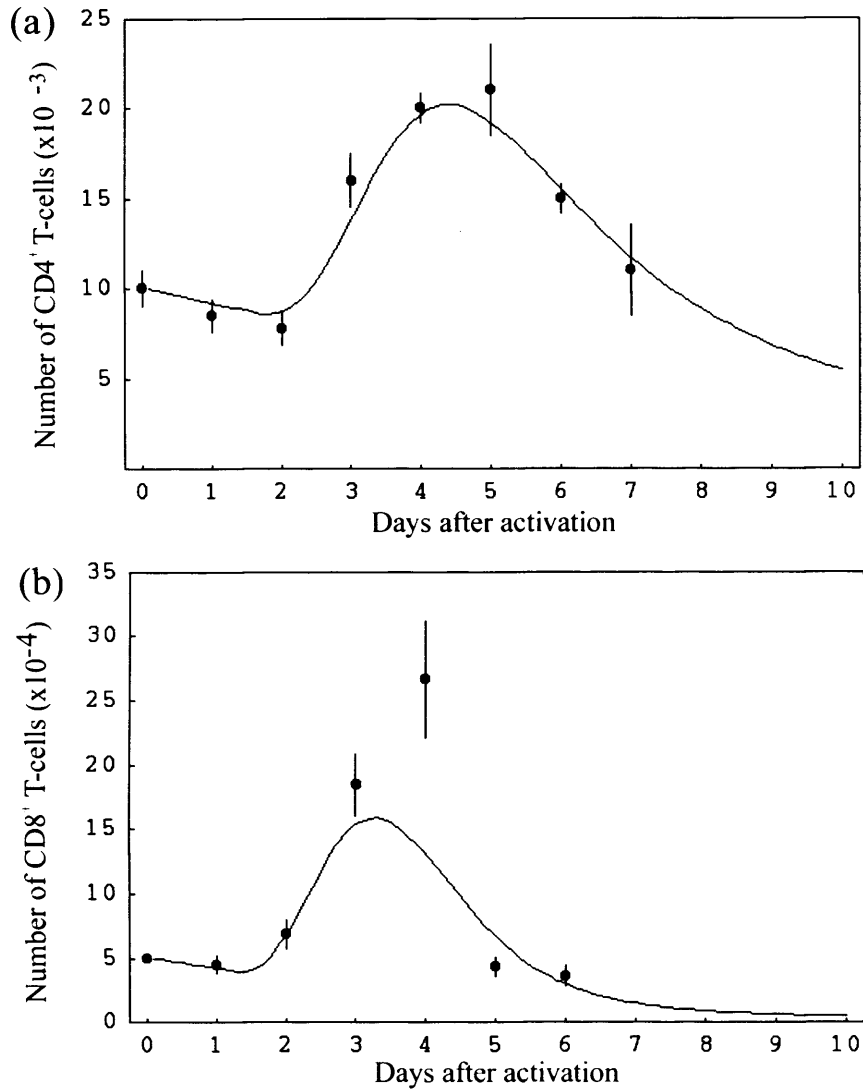 (a)
Number of CD4+ T-cells (x10 -3)
25
20
15
10
5
0 1 2 3 4 5 6 7 8 9 10
Days after activation
(b)
Number of CD8+ T-cells (x10-4)
35
30
25
20
15
10
5
0
0 1 2 3 4 5 6 7 8 9 10
Days after activation